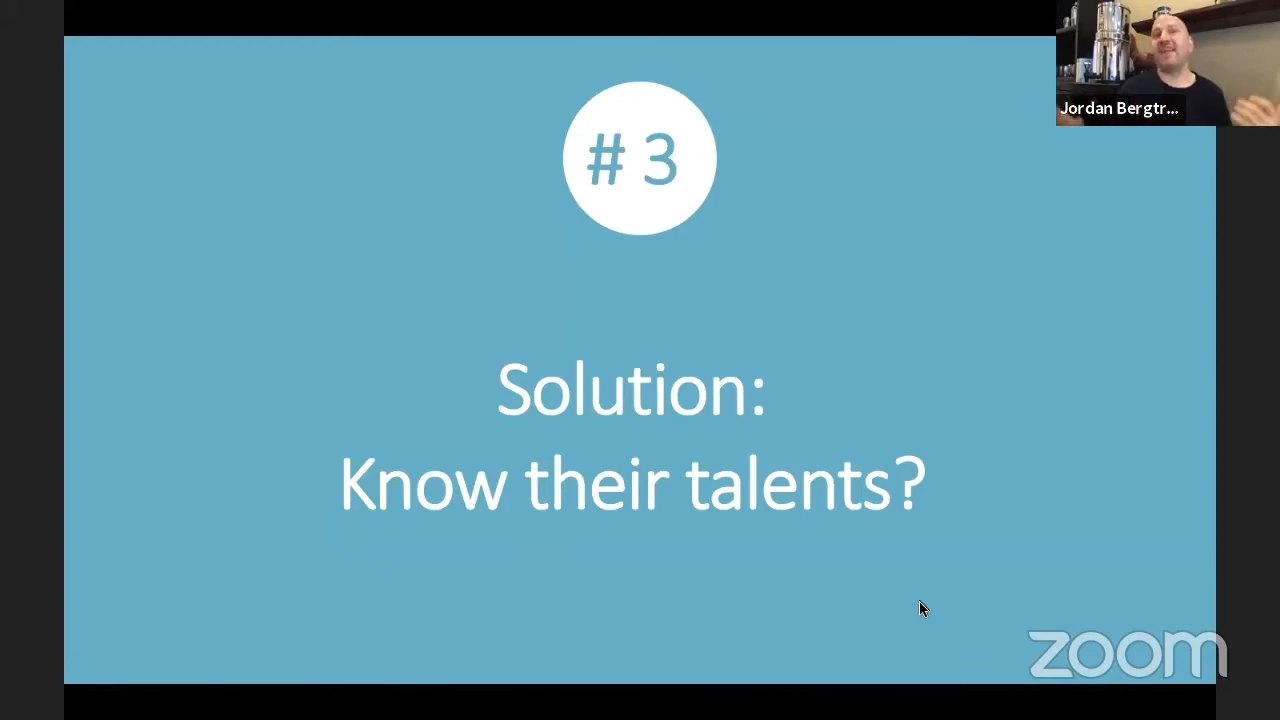 Jordan Bergtr...
# 3
Solution:
Know their talents?
zoom